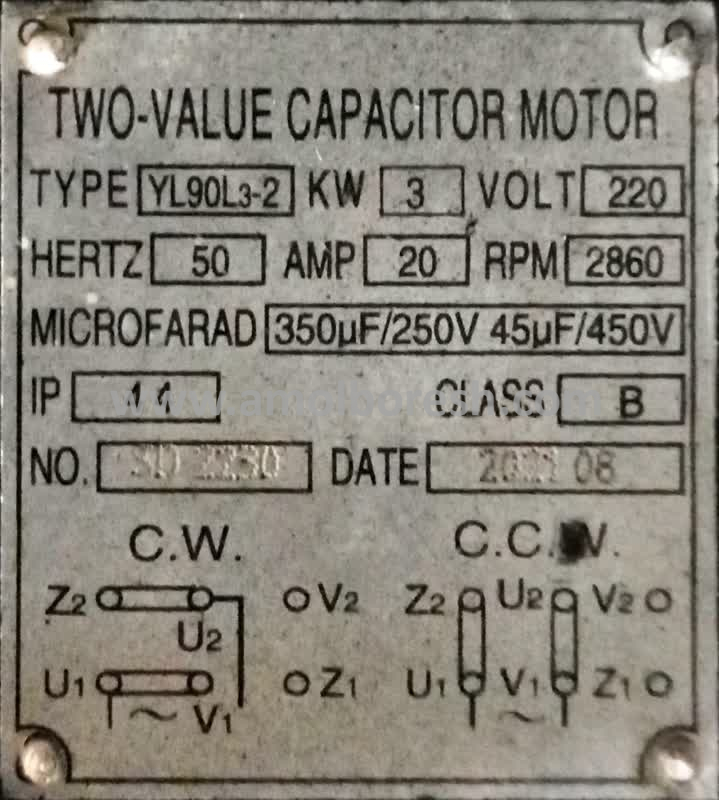 TWO-VALUE CAPACITOR MOTOR
TYPE YL90L3-2 KW 3 VOLT 220
HERTZ 50 AMP 20 RPM 2860
MICROFARAD 350µF/250V 45µF/450V
IP 44 CLASS B
NO. DATE 08
C.W. C.C.W.
Z2 U2 V2 Z2 U2 V2
U1 V1 Z1 U1 V1 Z1
~ ~